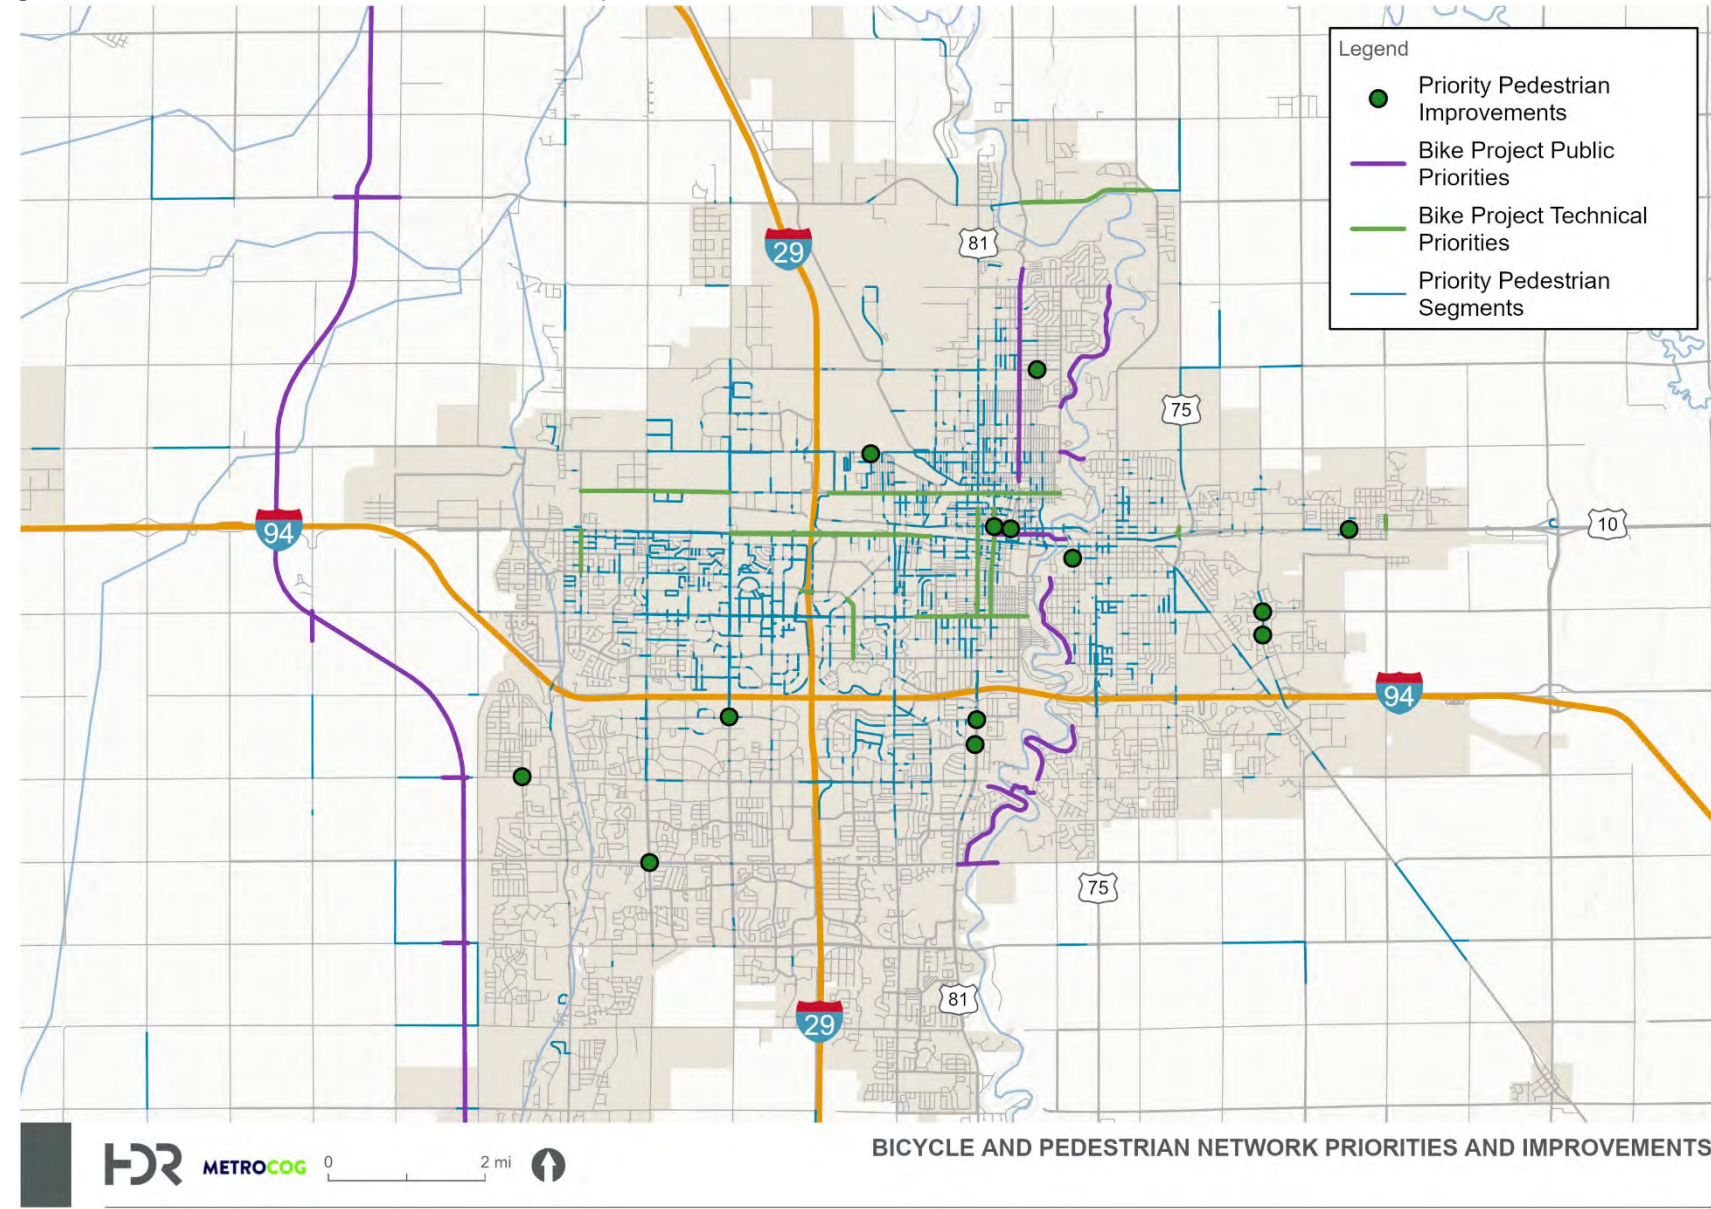 Legend
Priority Pedestrian
Improvements
Bike Project Public
Priorities
Bike Project Technical
Priorities
Priority Pedestrian
Segments
29
81
75
94
10
94
75
81
29
HDR
METROCOG
0
2 mi
BICYCLE AND PEDESTRIAN NETWORK PRIORITIES AND IMPROVEMENTS